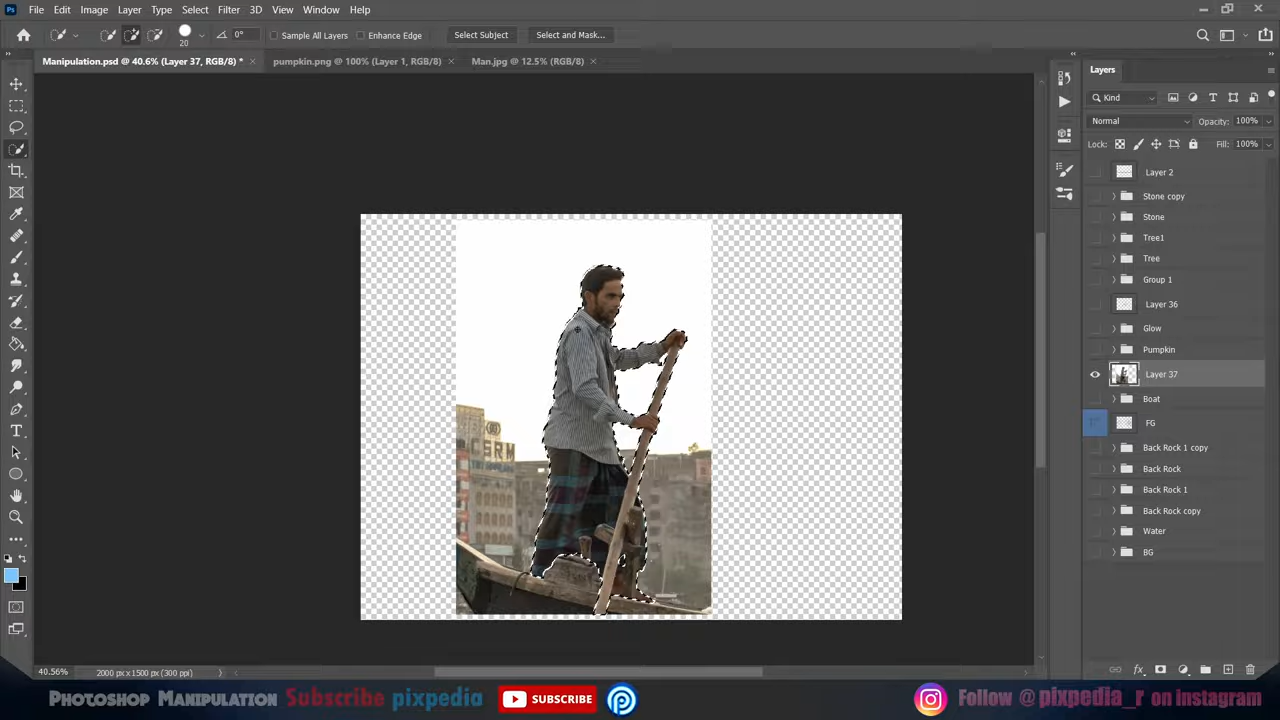 Ps File Edit Image Layer Type Select Filter 3D View Window Help
20 0° Sample All Layers Enhance Edge Select Subject Select and Mask...
Manipulation.psd @ 40.6% (Layer 37, RGB/8) * × pumpkin.png @ 100% (Layer 1, RGB/8) × Man.jpg @ 12.5% (RGB/8) ×
Layers
Kind
Normal Opacity: 100%
Lock: Fill: 100%
Layer 2
Stone copy
Stone
Tree1
Tree
Group 1
Layer 36
Glow
Pumpkin
Layer 37
Boat
FG
Back Rock 1 copy
Back Rock
Back Rock 1
Back Rock copy
Water
BG
KSRM
40.56% 2000 px x 1500 px (300 ppi)
Photoshop Manipulation Subscribe pixpedia SUBSCRIBE Follow @pixpedia_r on instagram